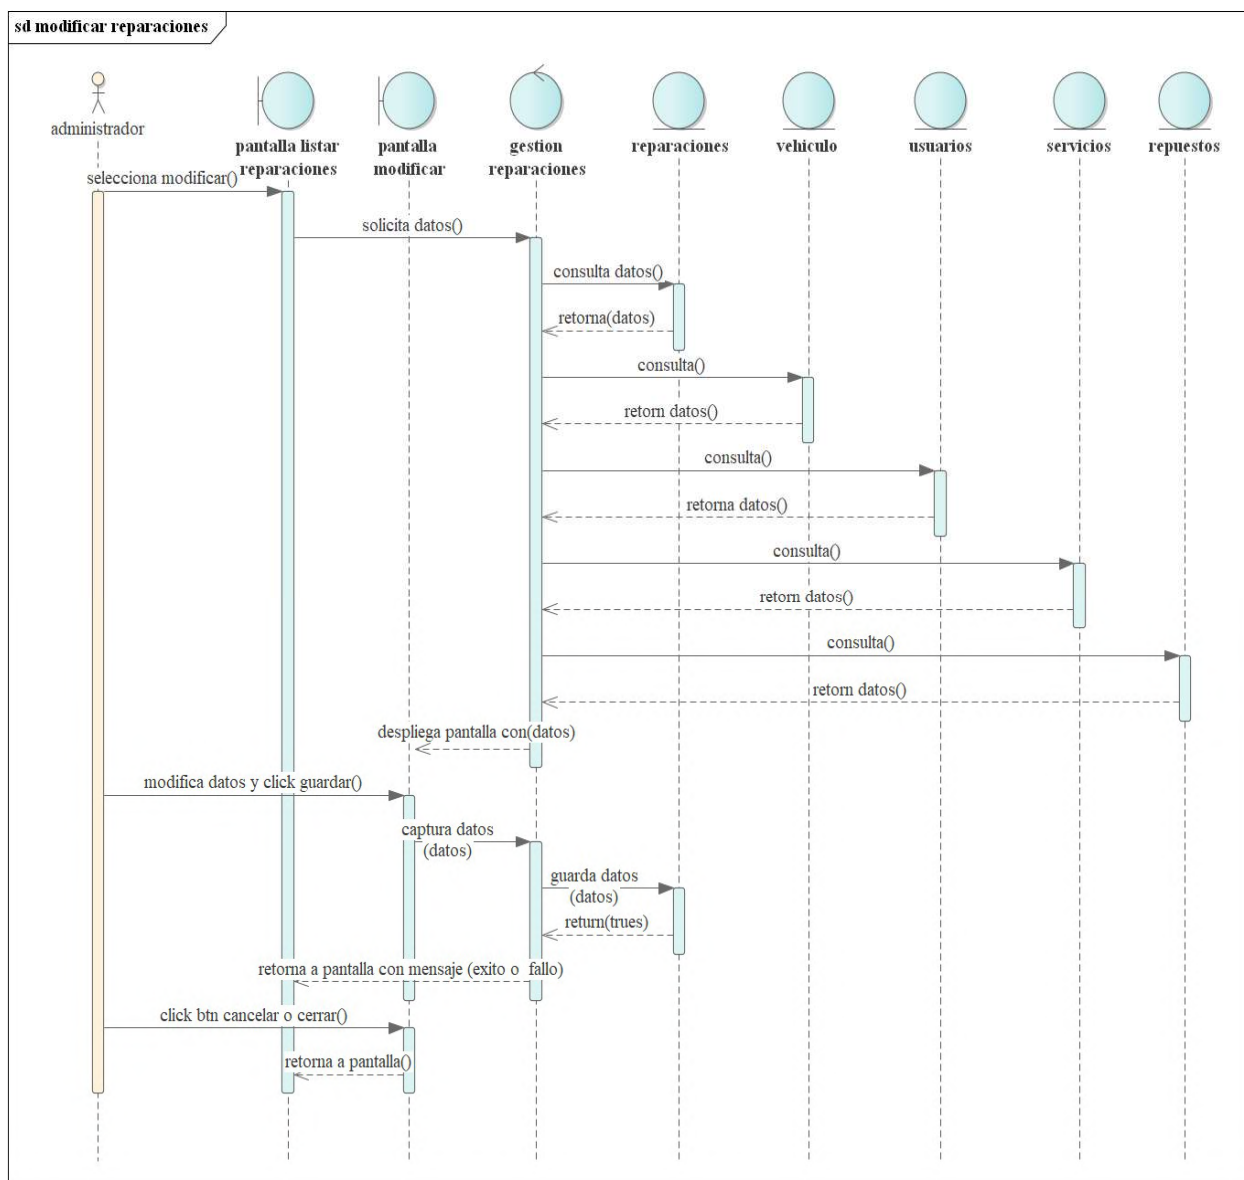 sd modificar reparaciones
administrador
pantalla listar
reparaciones
pantalla
modificar
gestion
reparaciones
reparaciones
vehiculo
usuarios
servicios
repuestos
selecciona modificar()
solicita datos()
consulta datos()
retorna(datos)
consulta()
retorn datos()
consulta()
retorna datos()
consulta()
retorn datos()
consulta()
retorn datos()
despliega pantalla con(datos)
modifica datos y click guardar()
captura datos
(datos)
guarda datos
(datos)
return(trues)
retorna a pantalla con mensaje (exito o fallo)
click btn cancelar o cerrar()
retorna a pantalla()